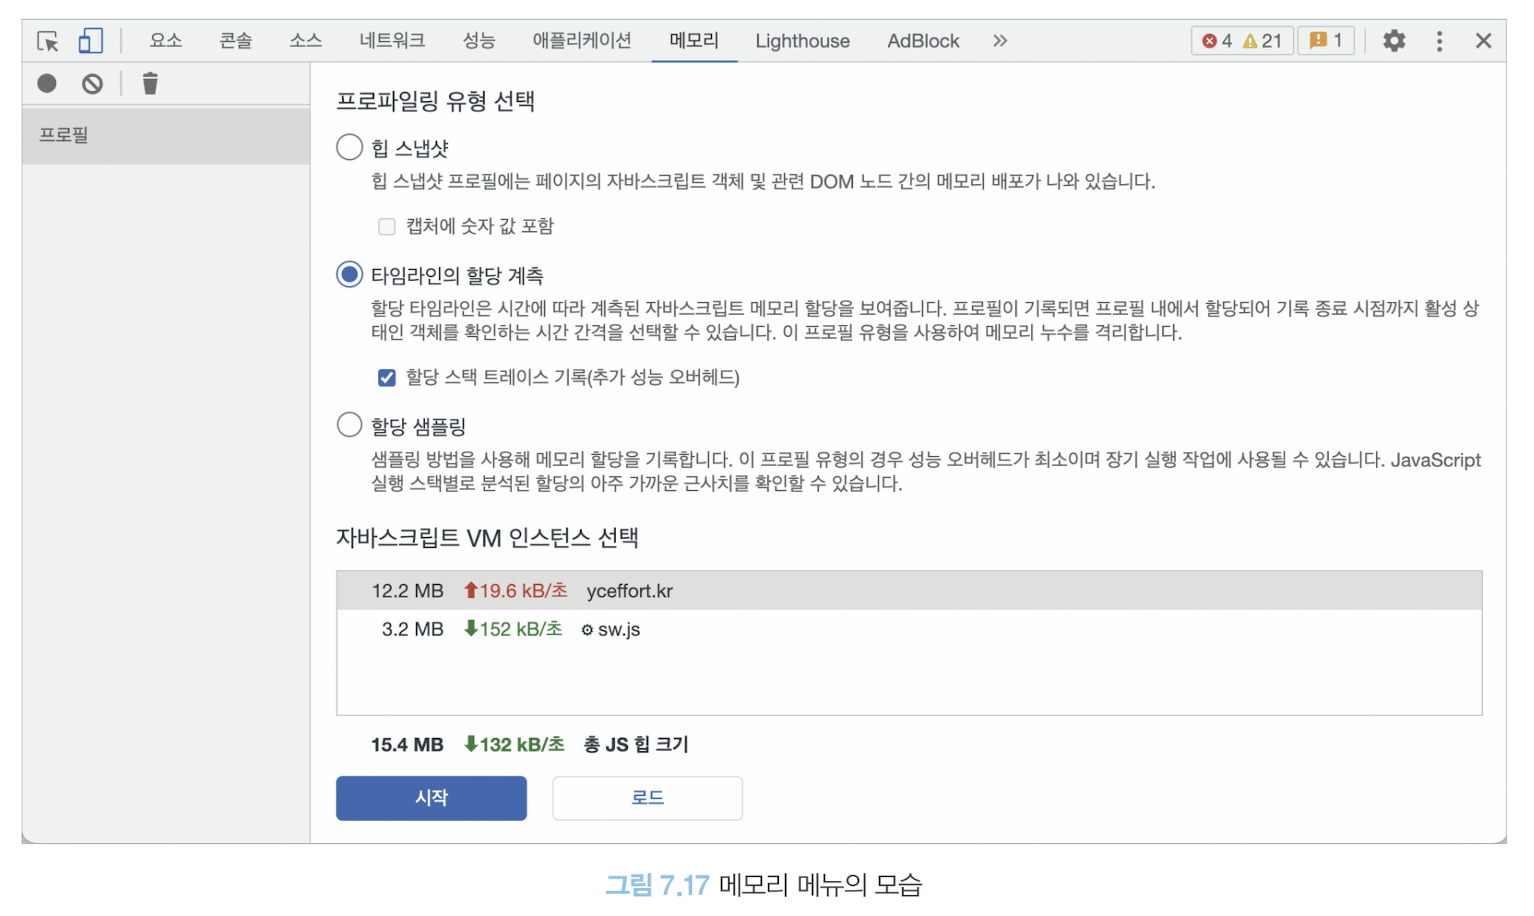 요소 콘솔 소스 네트워크 성능 애플리케이션 메모리 Lighthouse AdBlock » 4 21 1
프로필
프로파일링 유형 선택
힙 스냅샷
힙 스냅샷 프로필에는 페이지의 자바스크립트 객체 및 관련 DOM 노드 간의 메모리 배포가 나와 있습니다.
캡처에 숫자 값 포함
타임라인의 할당 계측
할당 타임라인은 시간에 따라 계측된 자바스크립트 메모리 할당을 보여줍니다. 프로필이 기록되면 프로필 내에서 할당되어 기록 종료 시점까지 활성 상
태인 객체를 확인하는 시간 간격을 선택할 수 있습니다. 이 프로필 유형을 사용하여 메모리 누수를 격리합니다.
할당 스택 트레이스 기록(추가 성능 오버헤드)
할당 샘플링
샘플링 방법을 사용해 메모리 할당을 기록합니다. 이 프로필 유형의 경우 성능 오버헤드가 최소이며 장기 실행 작업에 사용될 수 있습니다. JavaScript
실행 스택별로 분석된 할당의 아주 가까운 근사치를 확인할 수 있습니다.
자바스크립트 VM 인스턴스 선택
12.2 MB ⬆19.6 kB/초 yceffort.kr
3.2 MB ⬇152 kB/초 ⚙ sw.js
15.4 MB ⬇132 kB/초 총 JS 힙 크기
시작 로드
그림 7.17 메모리 메뉴의 모습